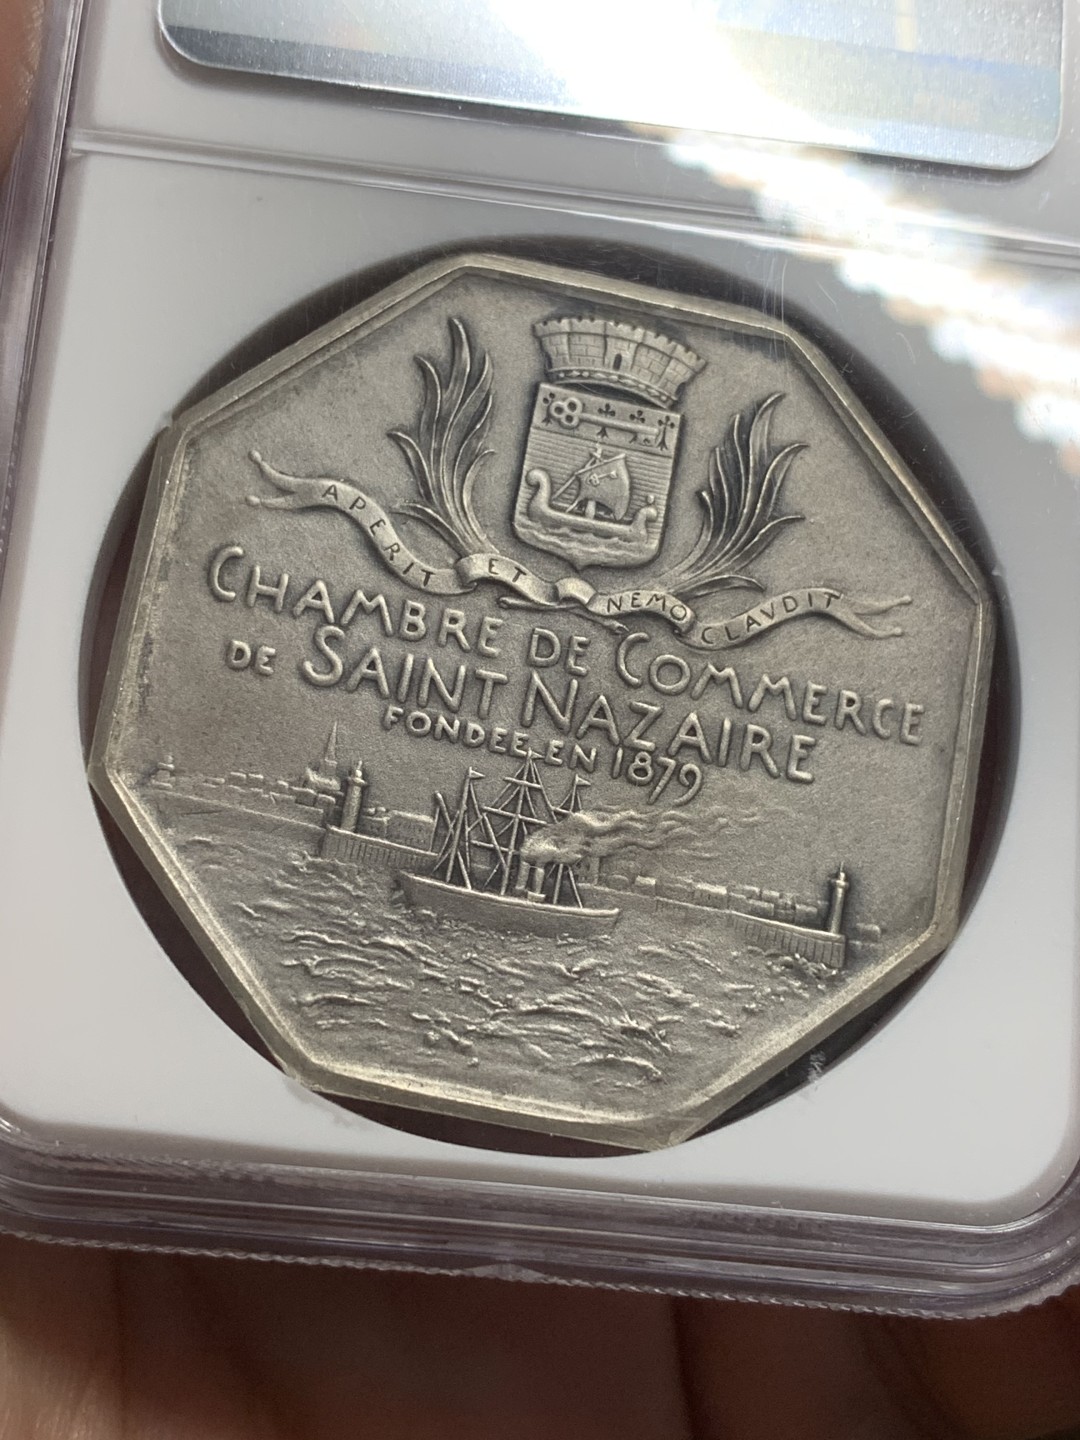 APERIT ET NEMO CLAVDIT
CHAMBRE DE COMMERCE
DE SAINT NAZAIRE
FONDEE EN 1879